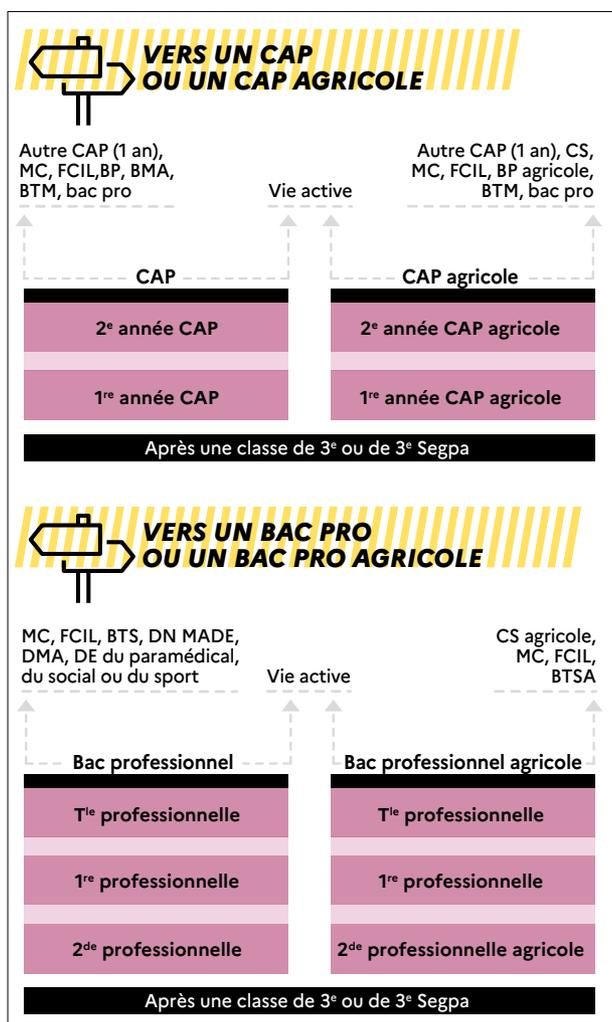 VERS UN CAP
OU UN CAP AGRICOLE
Autre CAP (1 an),
MC, FCIL,BP, BMA,
BTM, bac pro
Vie active
Autre CAP (1 an), CS,
MC, FCIL, BP agricole,
BTM, bac pro
CAP
CAP agricole
2e année CAP
2e année CAP agricole
1re année CAP
1re année CAP agricole
Après une classe de 3e ou de 3e Segpa
VERS UN BAC PRO
OU UN BAC PRO AGRICOLE
MC, FCIL, BTS, DN MADE,
DMA, DE du paramédical,
du social ou du sport
Vie active
CS agricole,
MC, FCIL,
BTSA
Bac professionnel
Bac professionnel agricole
Tle professionnelle
Tle professionnelle
1re professionnelle
1re professionnelle
2de professionnelle
2de professionnelle agricole
Après une classe de 3e ou de 3e Segpa